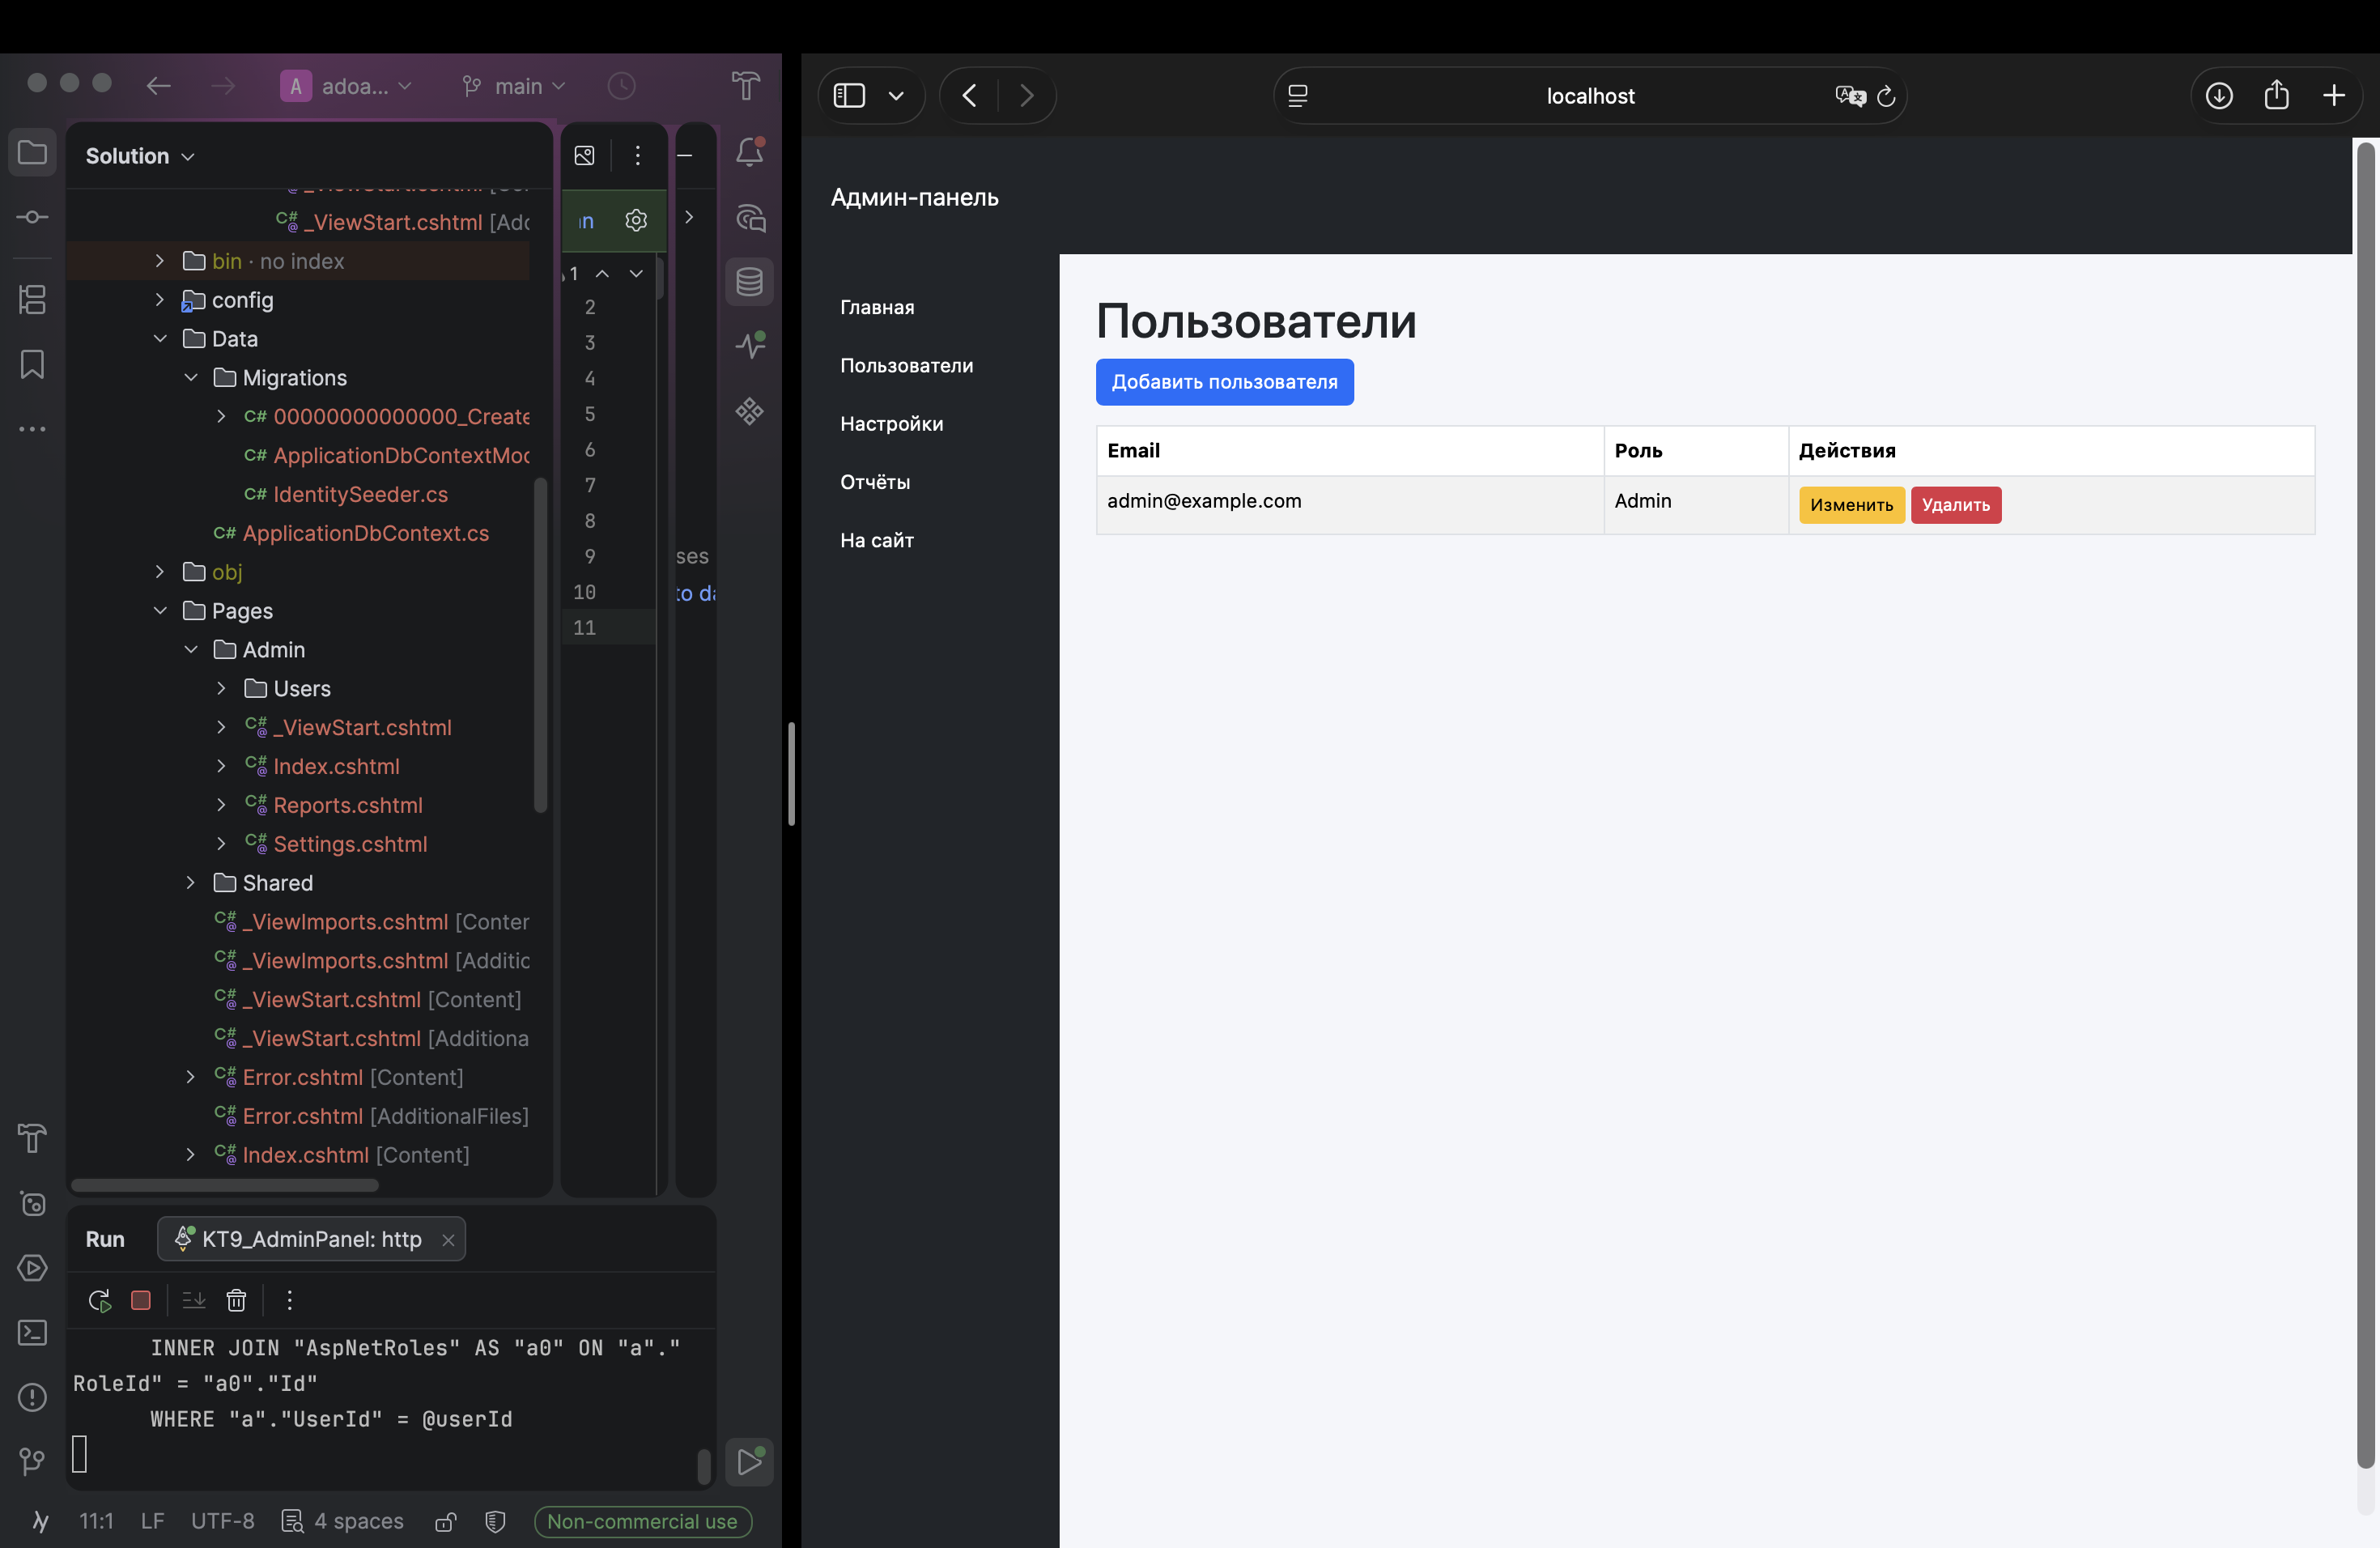 A adoa...
main
Solution
_ViewStart.cshtml [Adc
bin · no index
config
Data
Migrations
C# 00000000000000_Create
C# ApplicationDbContextMod
C# IdentitySeeder.cs
C# ApplicationDbContext.cs
obj
Pages
Admin
Users
_ViewStart.cshtml
Index.cshtml
Reports.cshtml
Settings.cshtml
Shared
_ViewImports.cshtml [Conten
_ViewImports.cshtml [Additic
_ViewStart.cshtml [Content]
_ViewStart.cshtml [Additiona
Error.cshtml [Content]
Error.cshtml [AdditionalFiles]
Index.cshtml [Content]
1
2
3
4
5
6
7
8
9
10
11
ses
to da
Run
KT9_AdminPanel: http
INNER JOIN "AspNetRoles" AS "a0" ON "a"."
RoleId" = "a0"."Id"
WHERE "a"."UserId" = @userId
11:1 LF UTF-8 4 spaces Non-commercial use
localhost
Админ-панель
Главная
Пользователи
Настройки
Отчёты
На сайт
Пользователи
Добавить пользователя
Email Роль Действия
admin@example.com Admin Изменить Удалить